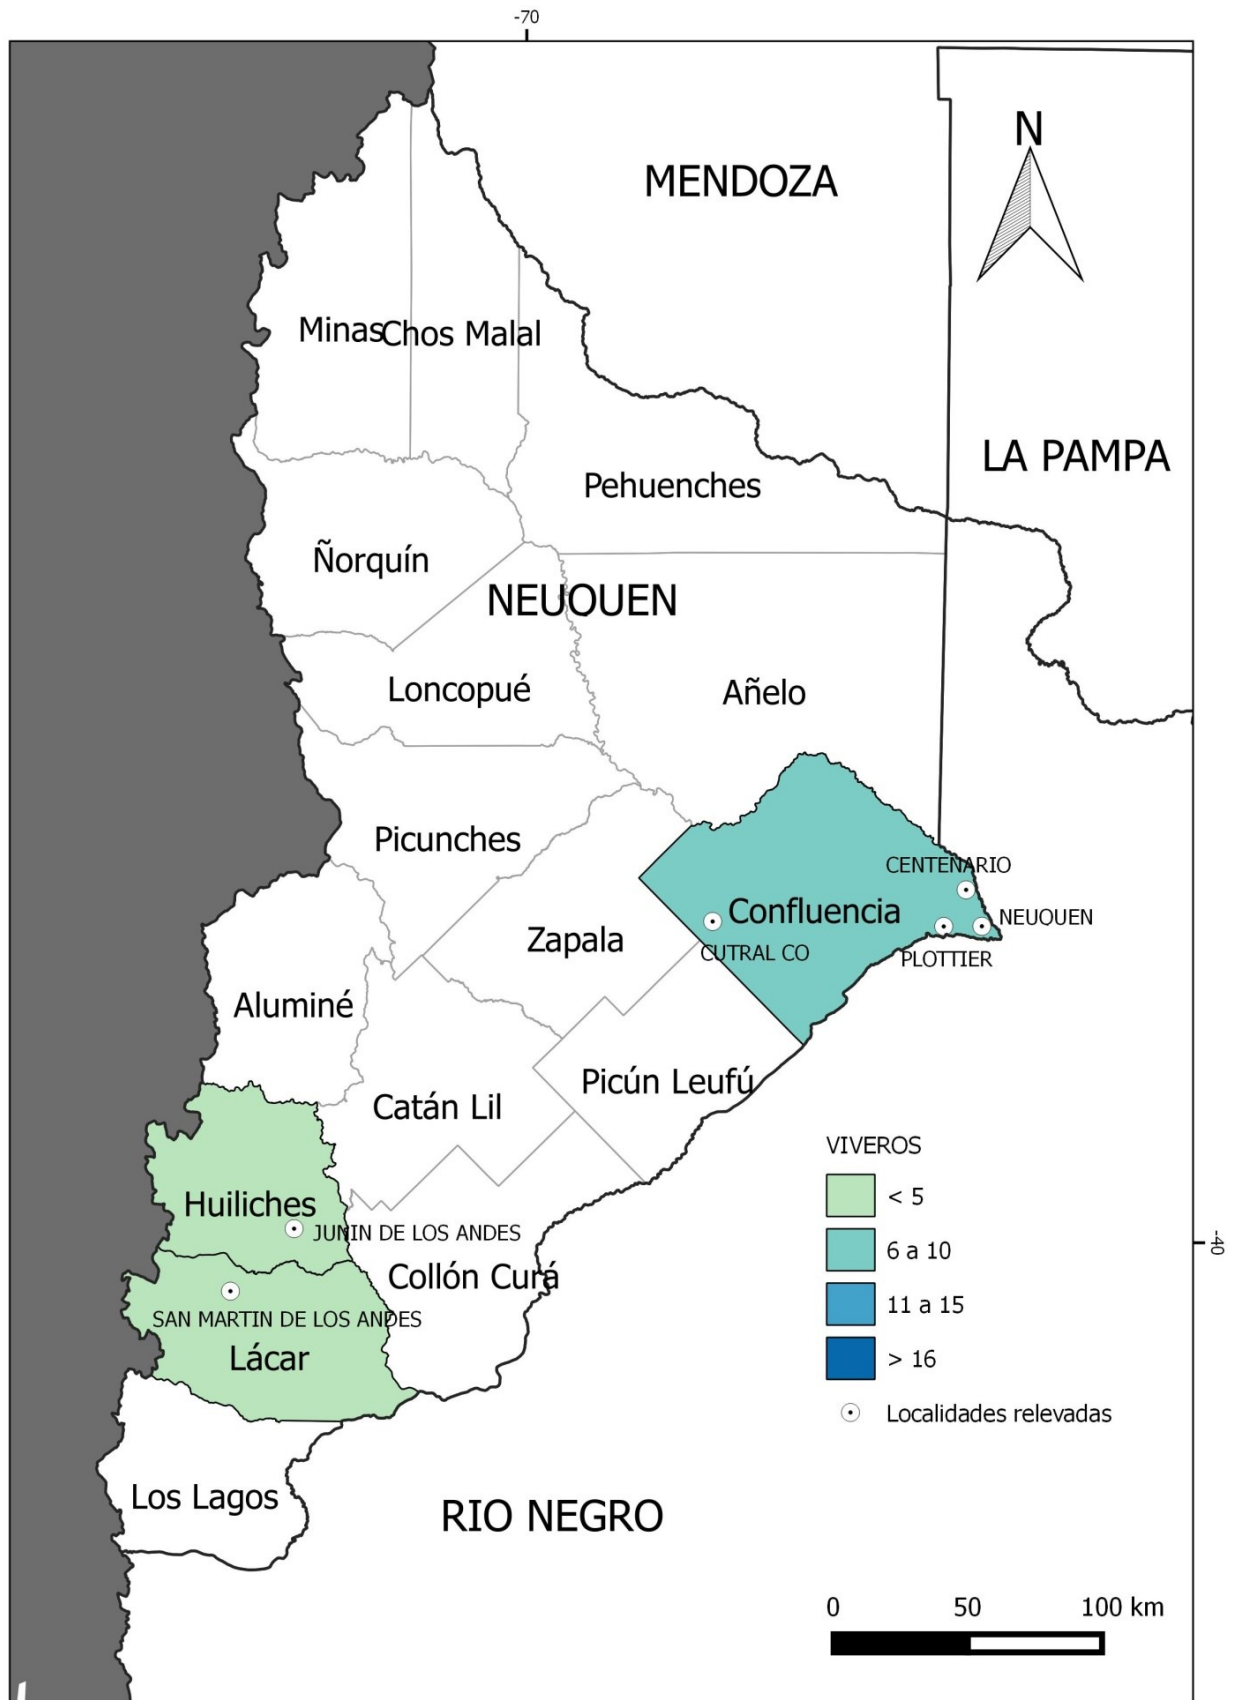 -70
N
MENDOZA
Minas
Chos Malal
LA PAMPA
Pehuenches
Ñorquín
NEUQUEN
Loncopué
Añelo
Picunches
CENTENARIO
Confluencia
NEUQUEN
Zapala
CUTRAL CO
PLOTTIER
Aluminé
Picún Leufú
Catán Lil
VIVEROS
< 5
Huiliches
JUNIN DE LOS ANDES
6 a 10
-40
Collón Curá
11 a 15
SAN MARTIN DE LOS ANDES
Lácar
> 16
Localidades relevadas
Los Lagos
RIO NEGRO
0 50 100 km